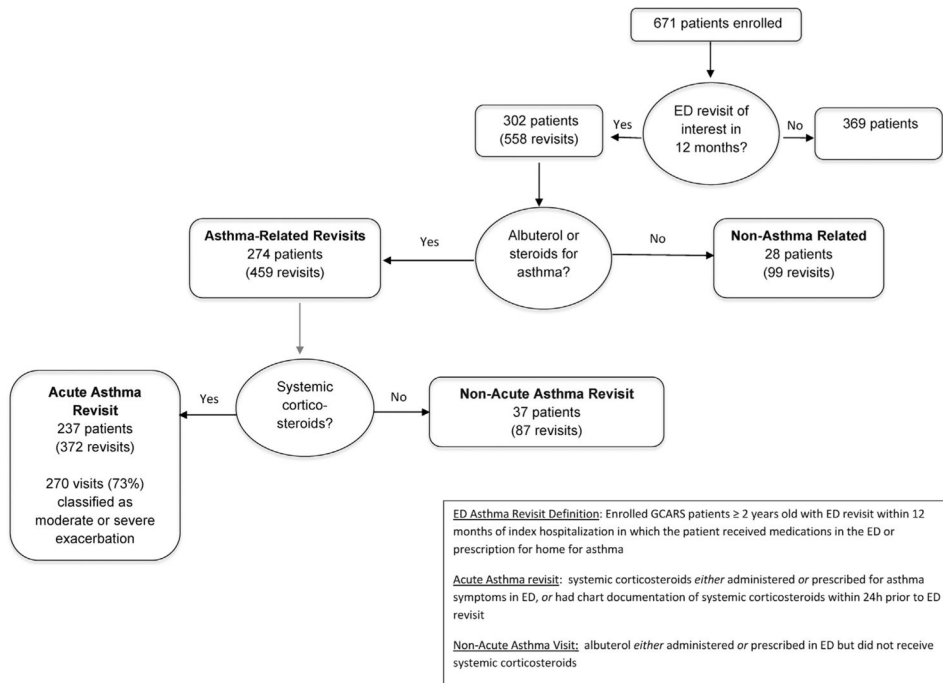 671 patients enrolled
ED revisit of
interest in
12 months?
Yes
No
302 patients
(558 revisits)
369 patients
Albuterol or
steroids for
asthma?
Yes
No
Asthma-Related Revisits
274 patients
(459 revisits)
Non-Asthma Related
28 patients
(99 revisits)
Systemic
cortico-
steroids?
Yes
No
Acute Asthma
Revisit
237 patients
(372 revisits)
270 visits (73%)
classified as
moderate or severe
exacerbation
Non-Acute Asthma Revisit
37 patients
(87 revisits)
ED Asthma Revisit Definition: Enrolled GCARS patients ≥ 2 years old with ED revisit within 12
months of index hospitalization in which the patient received medications in the ED or
prescription for home for asthma
Acute Asthma revisit: systemic corticosteroids either administered or prescribed for asthma
symptoms in ED, or had chart documentation of systemic corticosteroids within 24h prior to ED
revisit
Non-Acute Asthma Visit: albuterol either administered or prescribed in ED but did not receive
systemic corticosteroids